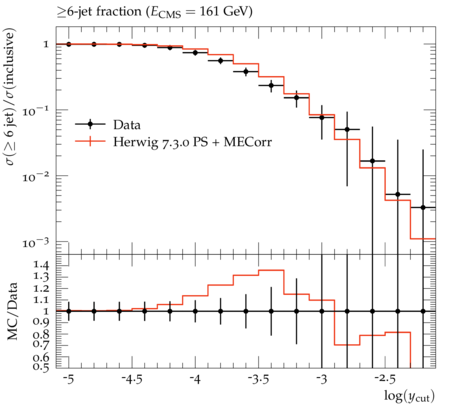 ≥6-jet fraction (E_CMS = 161 GeV)
σ(≥ 6 jet)/σ(inclusive)
1
10⁻¹
10⁻²
10⁻³
Data
Herwig 7.3.0 PS + MECorr
MC/Data
1.4
1.3
1.2
1.1
1
0.9
0.8
0.7
0.6
0.5
-5 -4.5 -4 -3.5 -3 -2.5
log(y_cut)